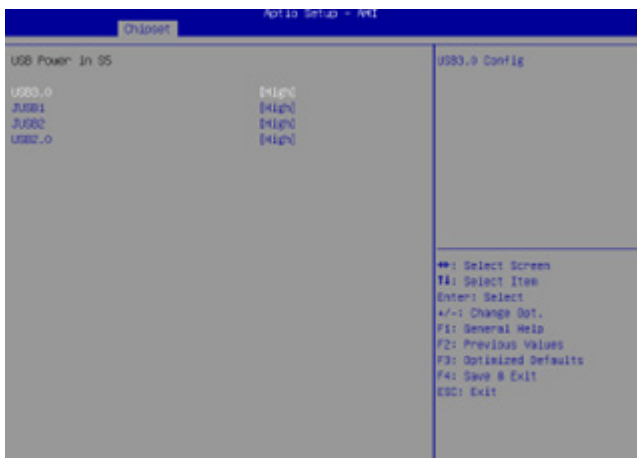 Aptio Setup - AMI
Chipset
USB Power in S5
USB3.0 [High]
JUSB1 [High]
JUSB2 [High]
USB2.0 [High]
USB3.0 Config
↔: Select Screen
↑↓: Select Item
Enter: Select
+/-: Change Opt.
F1: General Help
F2: Previous Values
F3: Optimized Defaults
F4: Save & Exit
ESC: Exit